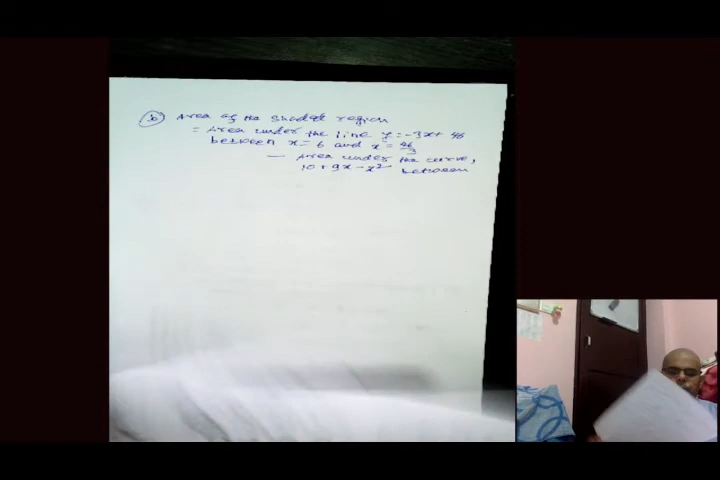 (b) Area of the shaded region
= Area under the line y = -3x + 46
between x = 6 and x = 46/3
— Area under the curve,
10 + 9x - x² between